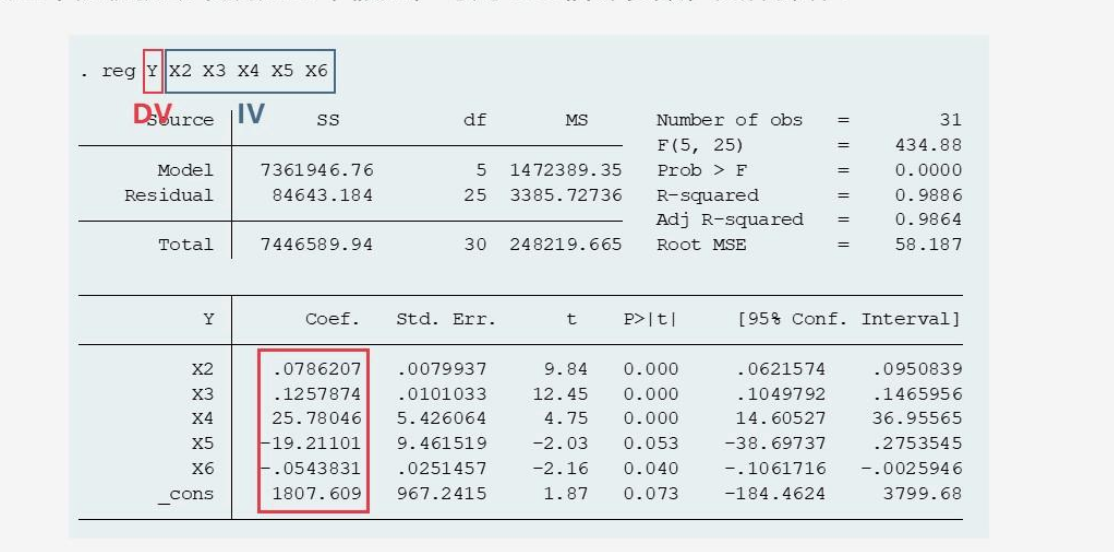 . reg Y X2 X3 X4 X5 X6
DV IV
Source SS df MS Number of obs = 31
F(5, 25) = 434.88
Model 7361946.76 5 1472389.35 Prob > F = 0.0000
Residual 84643.184 25 3385.72736 R-squared = 0.9886
Adj R-squared = 0.9864
Total 7446589.94 30 248219.665 Root MSE = 58.187
Y Coef. Std. Err. t P>|t| [95% Conf. Interval]
X2 .0786207 .0079937 9.84 0.000 .0621574 .0950839
X3 .1257874 .0101033 12.45 0.000 .1049792 .1465956
X4 25.78046 5.426064 4.75 0.000 14.60527 36.95565
X5 -19.21101 9.461519 -2.03 0.053 -38.69737 .2753545
X6 -.0543831 .0251457 -2.16 0.040 -.1061716 -.0025946
_cons 1807.609 967.2415 1.87 0.073 -184.4624 3799.68